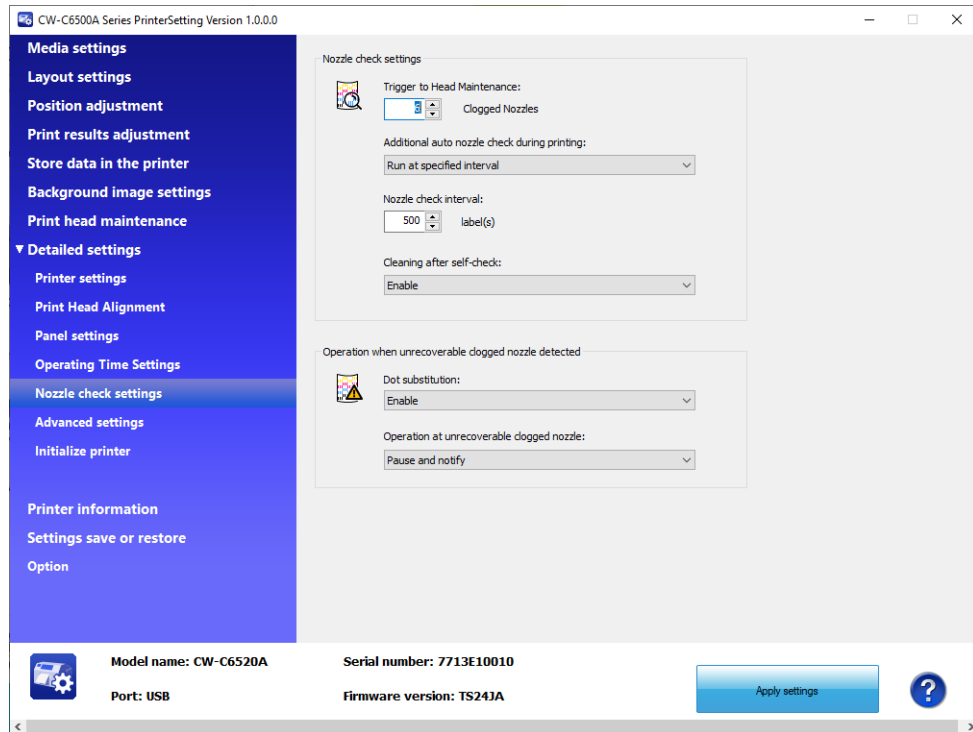 CW-C6500A Series PrinterSetting Version 1.0.0.0
Media settings
Layout settings
Position adjustment
Print results adjustment
Store data in the printer
Background image settings
Print head maintenance
Detailed settings
Printer settings
Print Head Alignment
Panel settings
Operating Time Settings
Nozzle check settings
Advanced settings
Initialize printer
Printer information
Settings save or restore
Option
Nozzle check settings
Trigger to Head Maintenance:
6 Clogged Nozzles
Additional auto nozzle check during printing:
Run at specified interval
Nozzle check interval:
500 label(s)
Cleaning after self-check:
Enable
Operation when unrecoverable clogged nozzle detected
Dot substitution:
Enable
Operation at unrecoverable clogged nozzle:
Pause and notify
Model name: CW-C6520A
Serial number: 7713E10010
Port: USB
Firmware version: TS24JA
Apply settings
?